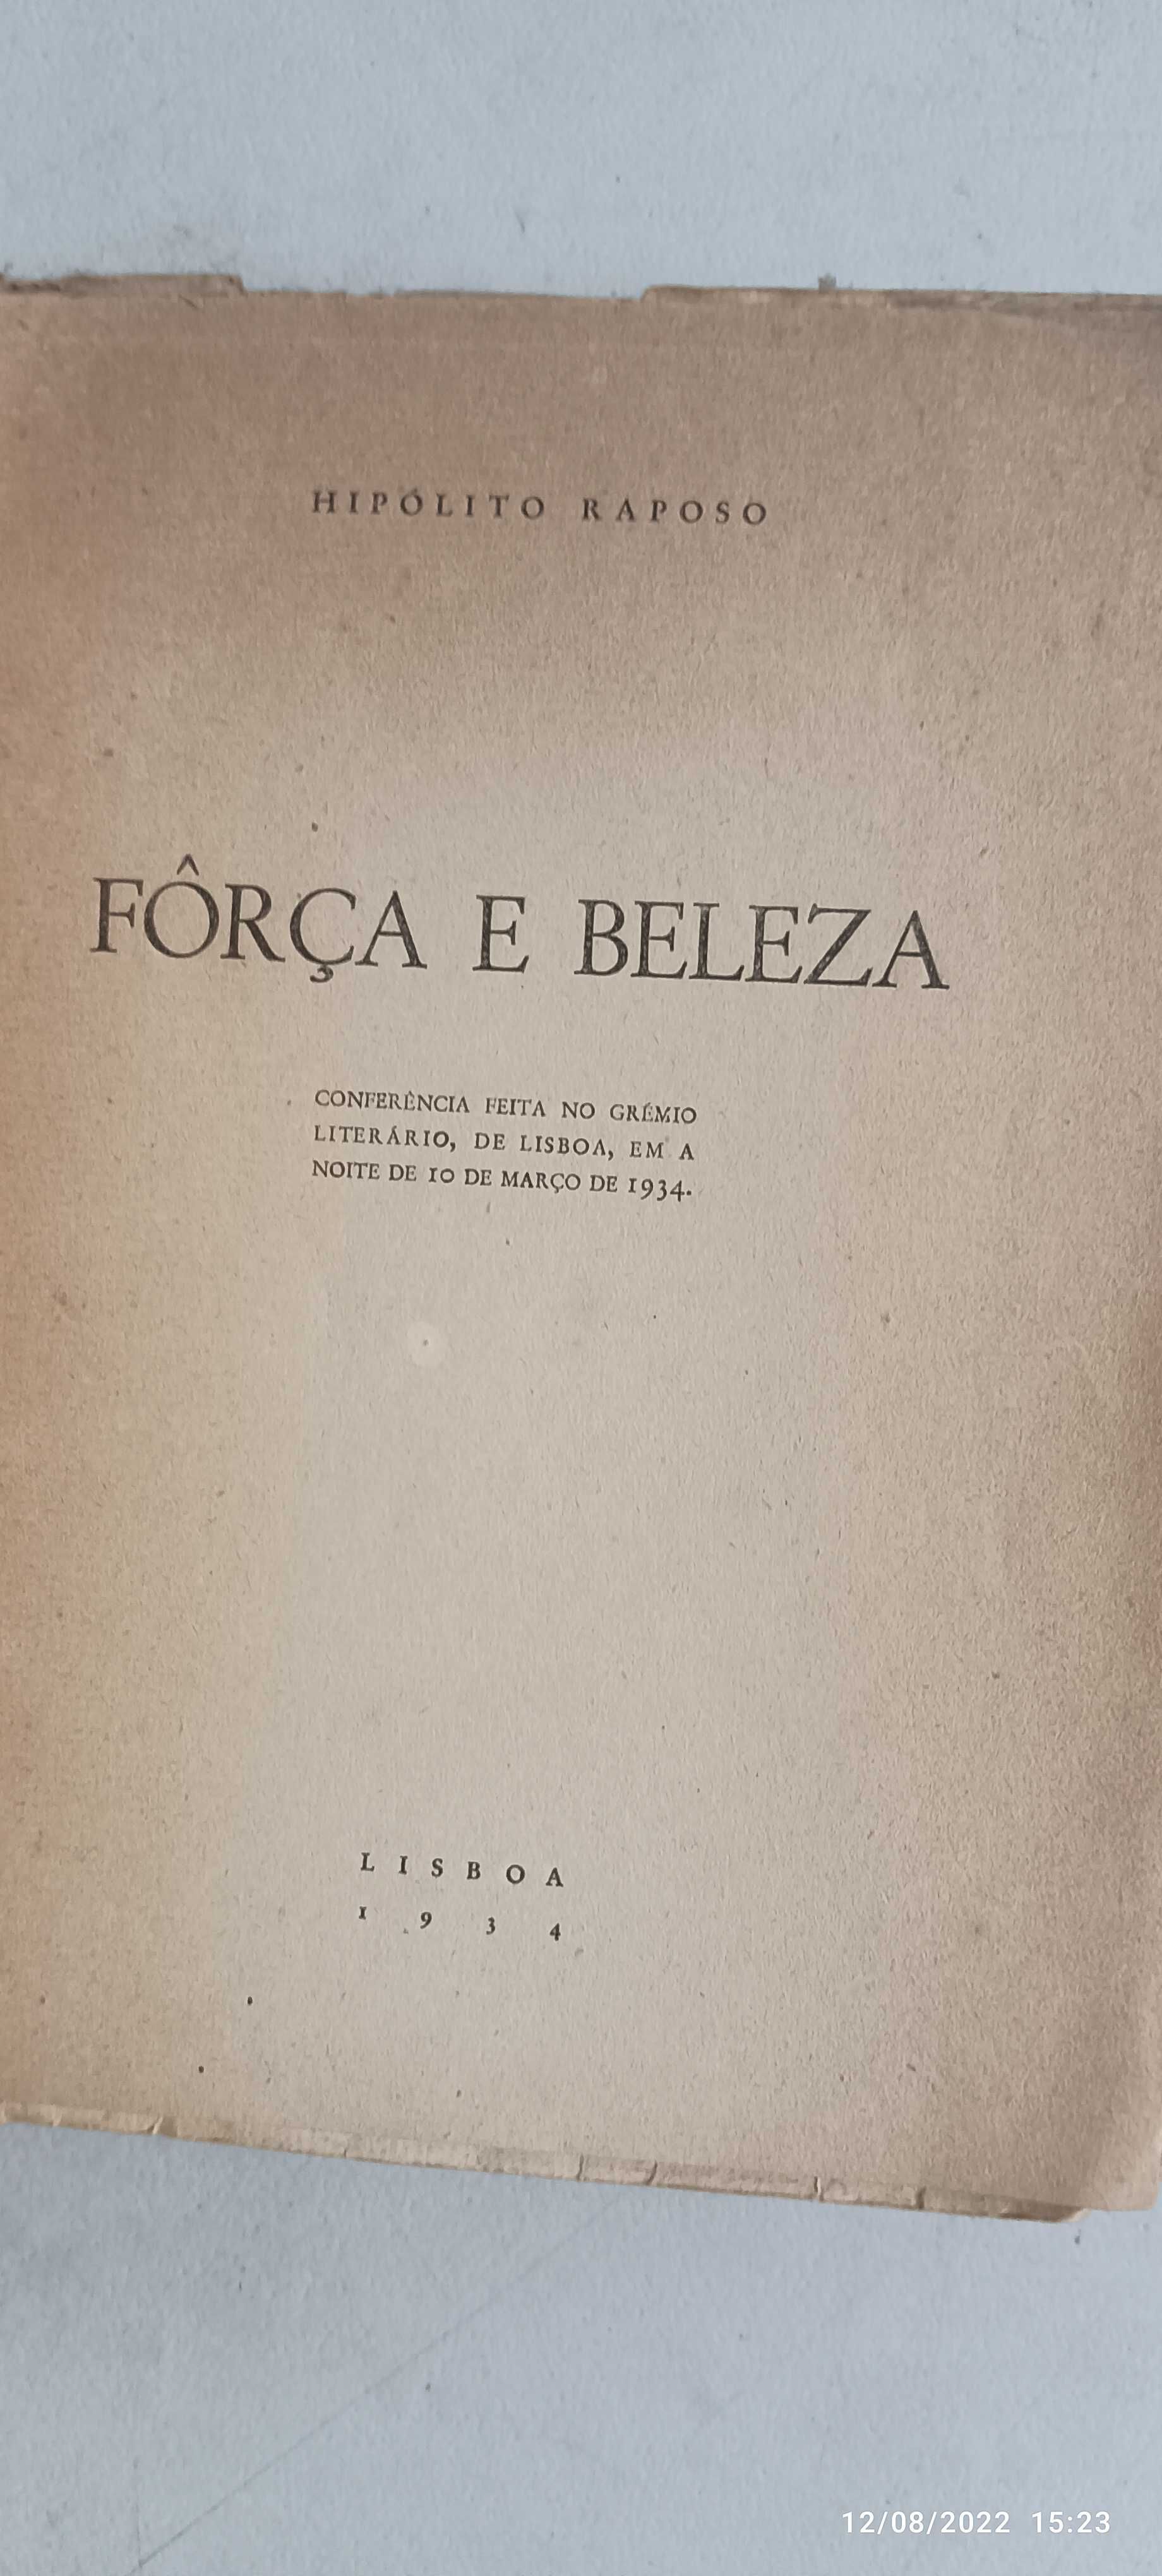 HIPÓLITO RAPOSO
FÔRÇA E BELEZA
CONFERÊNCIA FEITA NO GRÉMIO
LITERÁRIO, DE LISBOA, EM A
NOITE DE 10 DE MARÇO DE 1934.
LISBOA
1934
12/08/2022 15:23